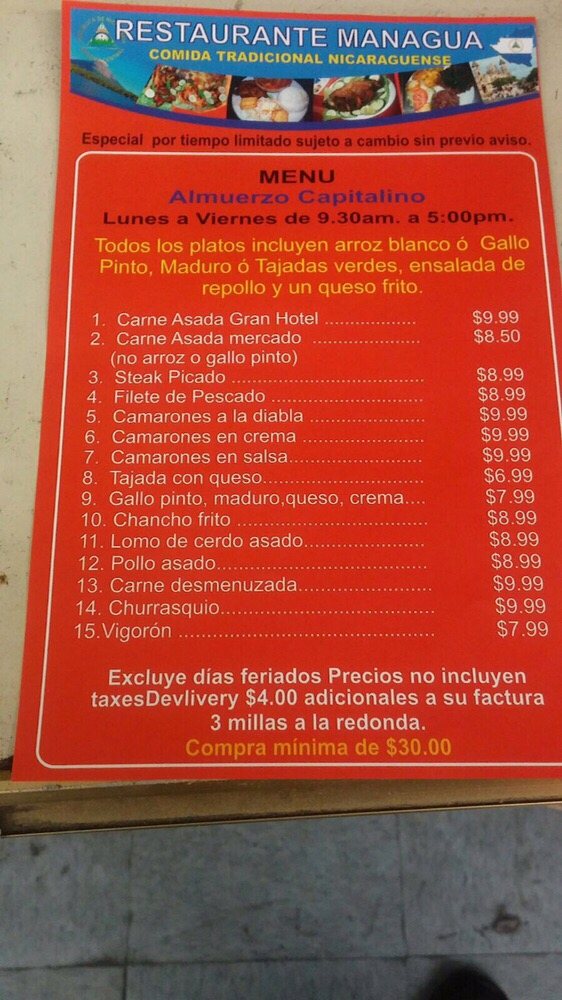 RESTAURANTE MANAGUA
COMIDA TRADICIONAL NICARAGUENSE
Especial por tiempo limitado sujeto a cambio sin previo aviso.
MENU
Almuerzo Capitalino
Lunes a Viernes de 9.30am. a 5:00pm.
Todos los platos incluyen arroz blanco ó Gallo
Pinto, Maduro ó Tajadas verdes, ensalada de
repollo y un queso frito.
1. Carne Asada Gran Hotel .................. $9.99
2. Carne Asada mercado ..................... $8.50
(no arroz o gallo pinto)
3. Steak Picado ..................................... $8.99
4. Filete de Pescado .............................. $8.99
5. Camarones a la diabla ...................... $9.99
6. Camarones en crema ........................ $9.99
7. Camarones en salsa.......................... $9.99
8. Tajada con queso............................... $6.99
9. Gallo pinto, maduro,queso, crema.... $7.99
10. Chancho frito ..................................... $8.99
11. Lomo de cerdo asado....................... $8.99
12. Pollo asado........................................ $8.99
13. Carne desmenuzada......................... $9.99
14. Churrasquio........................................ $9.99
15.Vigorón ............................................... $7.99
Excluye días feriados Precios no incluyen
taxesDevlivery $4.00 adicionales a su factura
3 millas a la redonda.
Compra mínima de $30.00